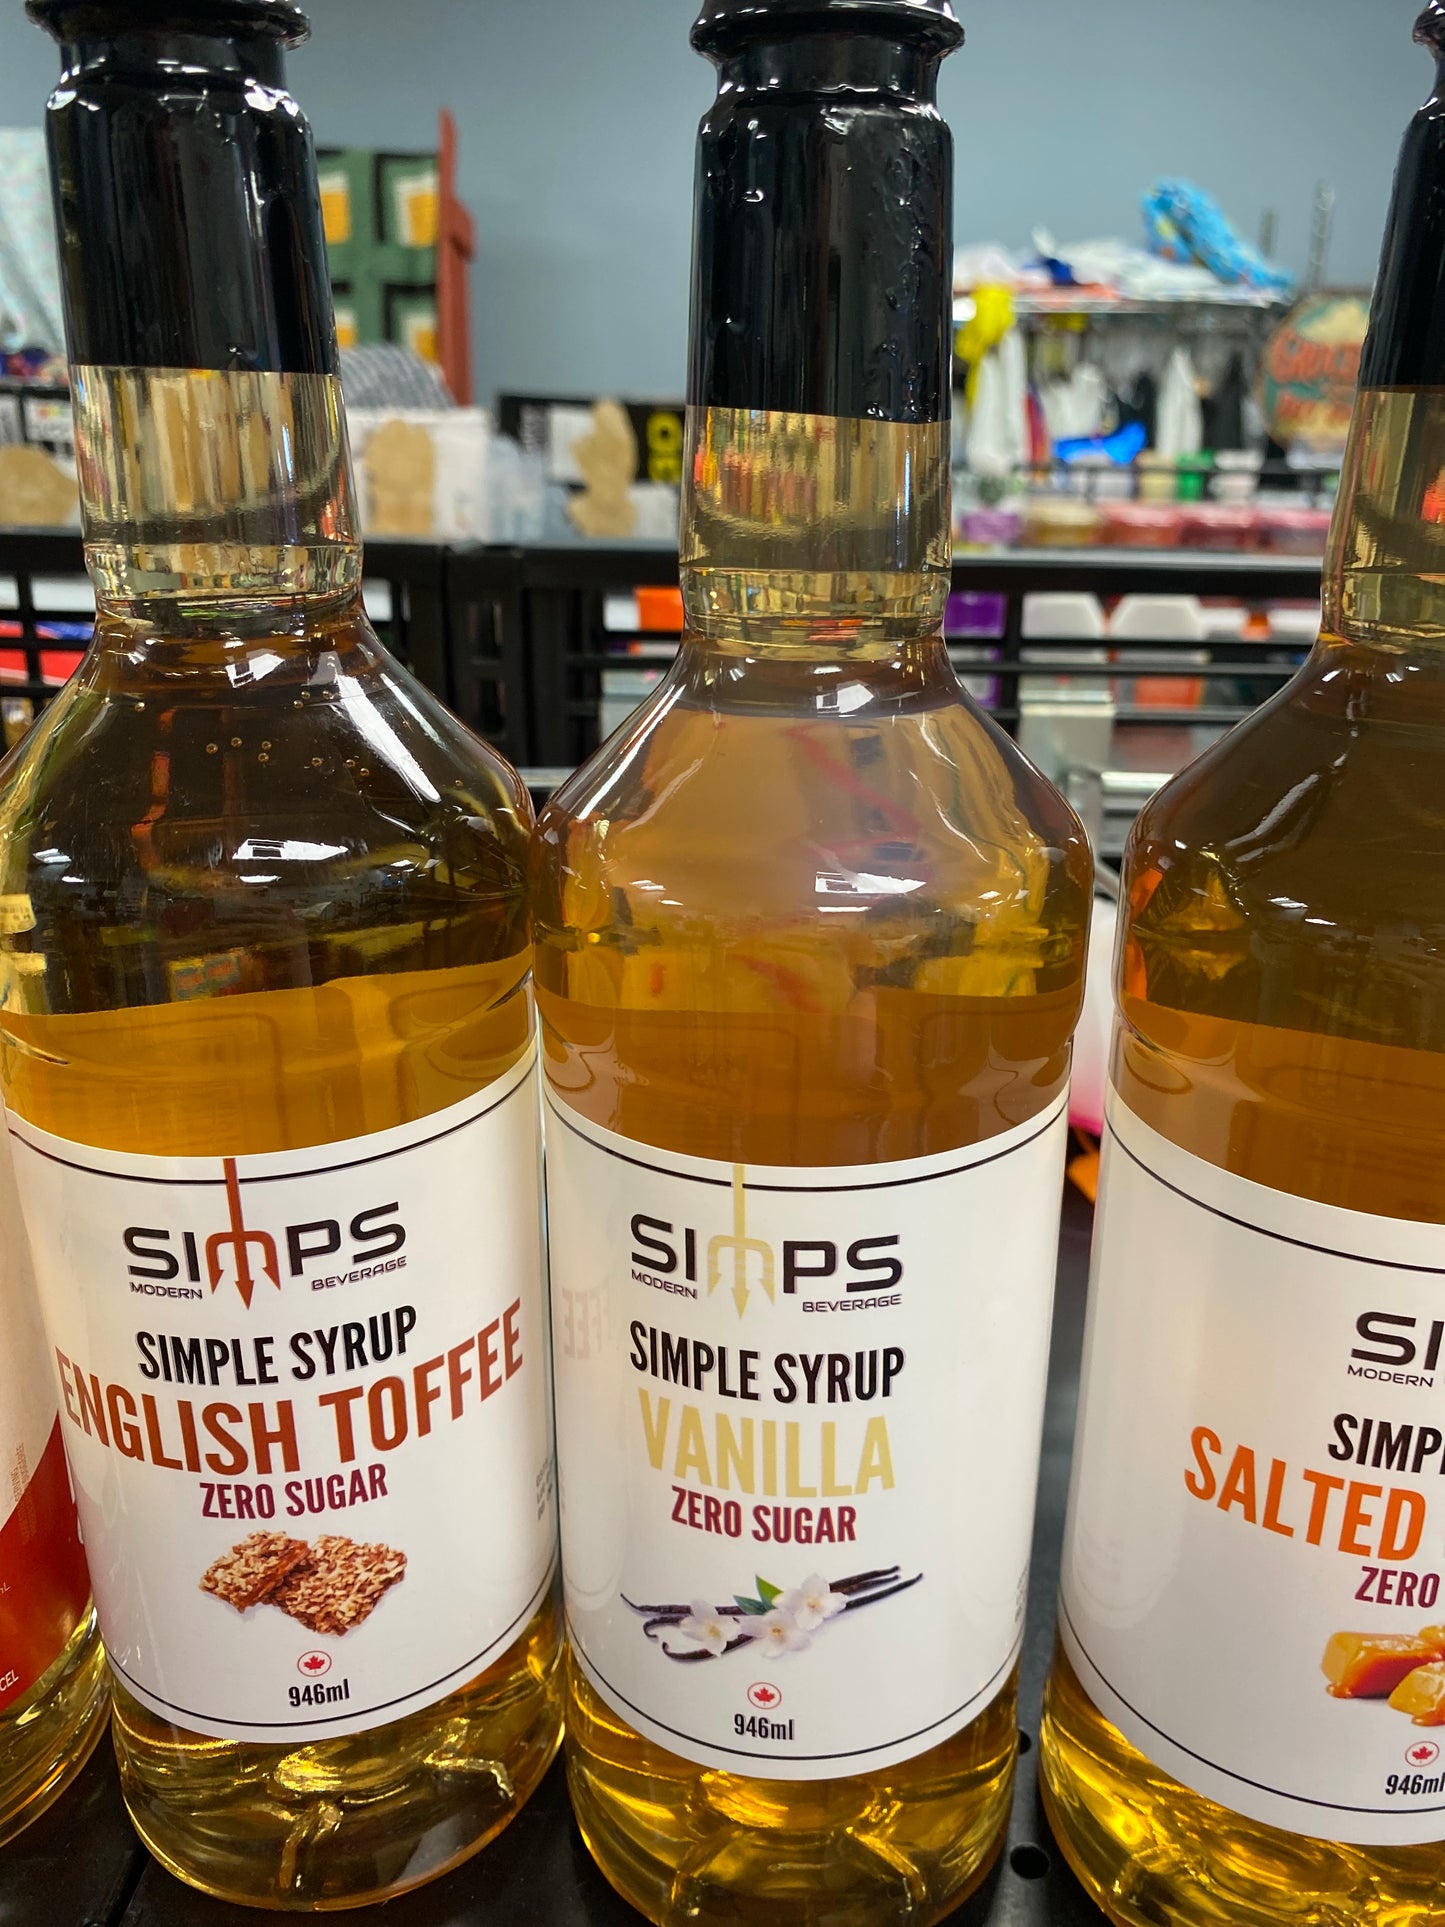 SIMPS
MODERN BEVERAGE
SIMPLE SYRUP
ENGLISH TOFFEE
ZERO SUGAR
946ml
SIMPS
MODERN BEVERAGE
SIMPLE SYRUP
VANILLA
ZERO SUGAR
946ml
SI
MODERN
SIMP
SALTED
ZERO
946ml
CEL